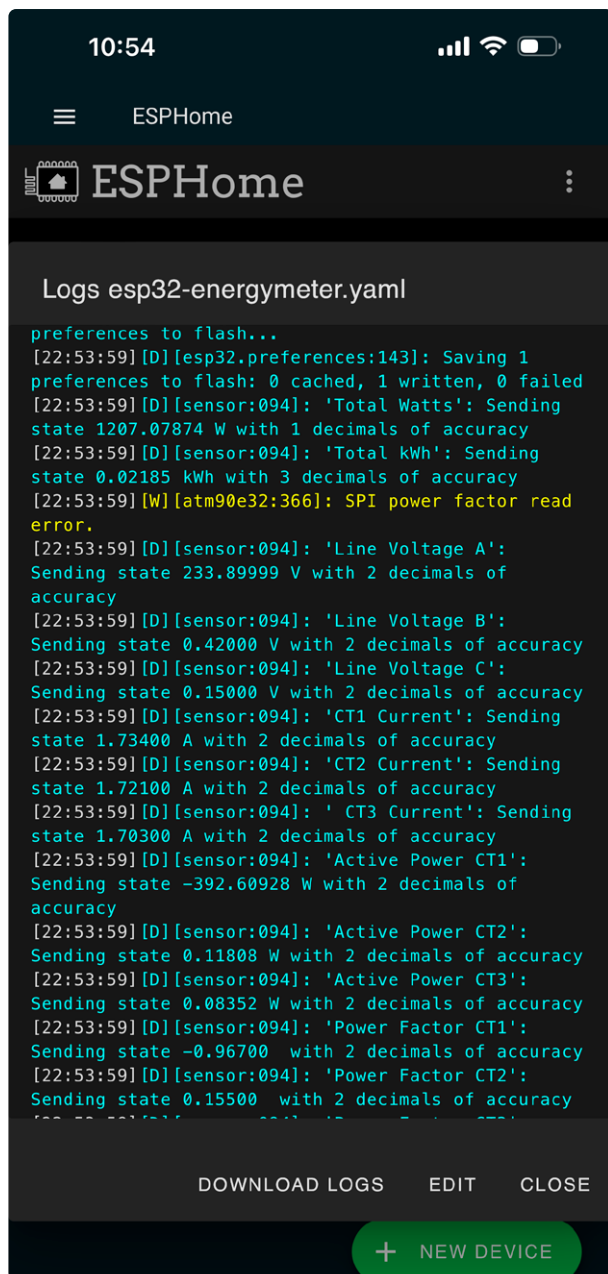 10:54
ESPHome
ESPHome
Logs esp32-energymeter.yaml
preferences to flash...
[22:53:59][D][esp32.preferences:143]: Saving 1
preferences to flash: 0 cached, 1 written, 0 failed
[22:53:59][D][sensor:094]: 'Total Watts': Sending
state 1207.07874 W with 1 decimals of accuracy
[22:53:59][D][sensor:094]: 'Total kWh': Sending
state 0.02185 kWh with 3 decimals of accuracy
[22:53:59][W][atm90e32:366]: SPI power factor read
error.
[22:53:59][D][sensor:094]: 'Line Voltage A':
Sending state 233.89999 V with 2 decimals of
accuracy
[22:53:59][D][sensor:094]: 'Line Voltage B':
Sending state 0.42000 V with 2 decimals of accuracy
[22:53:59][D][sensor:094]: 'Line Voltage C':
Sending state 0.15000 V with 2 decimals of accuracy
[22:53:59][D][sensor:094]: 'CT1 Current': Sending
state 1.73400 A with 2 decimals of accuracy
[22:53:59][D][sensor:094]: 'CT2 Current': Sending
state 1.72100 A with 2 decimals of accuracy
[22:53:59][D][sensor:094]: ' CT3 Current': Sending
state 1.70300 A with 2 decimals of accuracy
[22:53:59][D][sensor:094]: 'Active Power CT1':
Sending state -392.60928 W with 2 decimals of
accuracy
[22:53:59][D][sensor:094]: 'Active Power CT2':
Sending state 0.11808 W with 2 decimals of accuracy
[22:53:59][D][sensor:094]: 'Active Power CT3':
Sending state 0.08352 W with 2 decimals of accuracy
[22:53:59][D][sensor:094]: 'Power Factor CT1':
Sending state -0.96700  with 2 decimals of accuracy
[22:53:59][D][sensor:094]: 'Power Factor CT2':
Sending state 0.15500  with 2 decimals of accuracy
DOWNLOAD LOGS EDIT CLOSE
+ NEW DEVICE